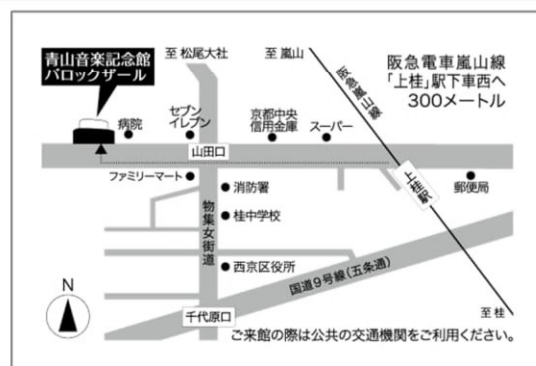 青山音楽記念館
バロックザール
至 松尾大社
至 嵐山
阪急嵐山線
阪急電車嵐山線
「上桂」駅下車西へ
300メートル
病院
セブン
イレブン
京都中央
信用金庫
スーパー
山田口
ファミリーマート
消防署
上桂駅
郵便局
物集女街道
桂中学校
西京区役所
国道9号線(五条通)
N
千代原口
至 桂
ご来館の際は公共の交通機関をご利用ください。